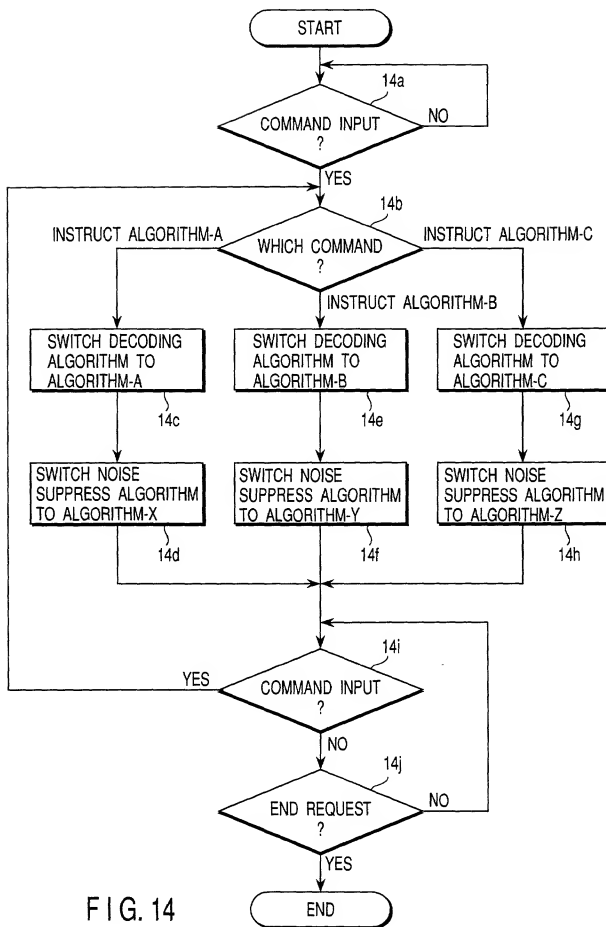 START
14a
COMMAND INPUT
?
NO
YES
14b
INSTRUCT ALGORITHM-A
WHICH COMMAND
?
INSTRUCT ALGORITHM-C
INSTRUCT ALGORITHM-B
SWITCH DECODING
ALGORITHM TO
ALGORITHM-A
14c
SWITCH DECODING
ALGORITHM TO
ALGORITHM-B
14e
SWITCH DECODING
ALGORITHM TO
ALGORITHM-C
14g
SWITCH NOISE
SUPPRESS ALGORITHM
TO ALGORITHM-X
14d
SWITCH NOISE
SUPPRESS ALGORITHM
TO ALGORITHM-Y
14f
SWITCH NOISE
SUPPRESS ALGORITHM
TO ALGORITHM-Z
14h
14i
YES
COMMAND INPUT
?
NO
14j
END REQUEST
?
NO
YES
END
FIG. 14